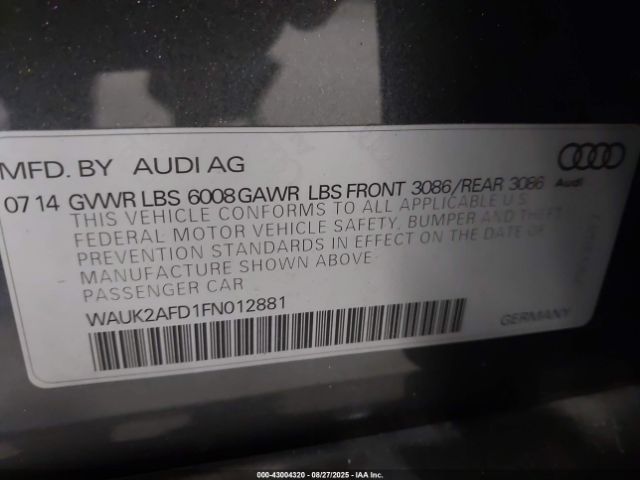 MFD. BY AUDI AG
07 14 GVWR LBS 6008 GAWR LBS FRONT 3086/REAR 3086 Audi
THIS VEHICLE CONFORMS TO ALL APPLICABLE U.S.
FEDERAL MOTOR VEHICLE SAFETY, BUMPER AND THEFT
PREVENTION STANDARDS IN EFFECT ON THE DATE OF
MANUFACTURE SHOWN ABOVE
PASSENGER CAR
WAUK2AFD1FN012881
GERMANY
000-43004320 - 08/27/2025 - IAA Inc.